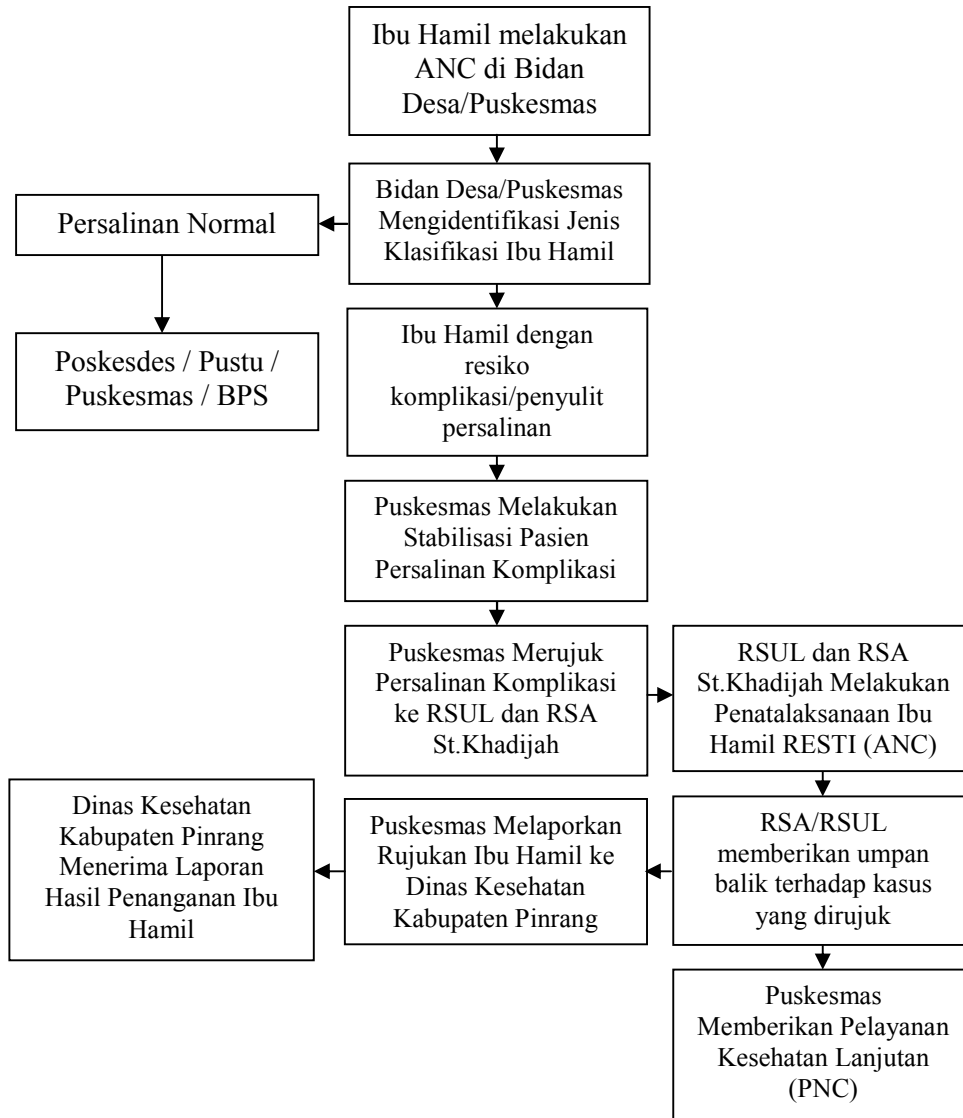 Ibu Hamil melakukan
ANC di Bidan
Desa/Puskesmas
Persalinan Normal
Bidan Desa/Puskesmas
Mengidentifikasi Jenis
Klasifikasi Ibu Hamil
Poskesdes / Pustu /
Puskesmas / BPS
Ibu Hamil dengan
resiko
komplikasi/penyulit
persalinan
Puskesmas Melakukan
Stabilisasi Pasien
Persalinan Komplikasi
Puskesmas Merujuk
Persalinan Komplikasi
ke RSUL dan RSA
St.Khadijah
RSUL dan RSA
St.Khadijah Melakukan
Penatalaksanaan Ibu
Hamil RESTI (ANC)
Dinas Kesehatan
Kabupaten Pinrang
Menerima Laporan
Hasil Penanganan Ibu
Hamil
Puskesmas Melaporkan
Rujukan Ibu Hamil ke
Dinas Kesehatan
Kabupaten Pinrang
RSA/RSUL
memberikan umpan
balik terhadap kasus
yang dirujuk
Puskesmas
Memberikan Pelayanan
Kesehatan Lanjutan
(PNC)